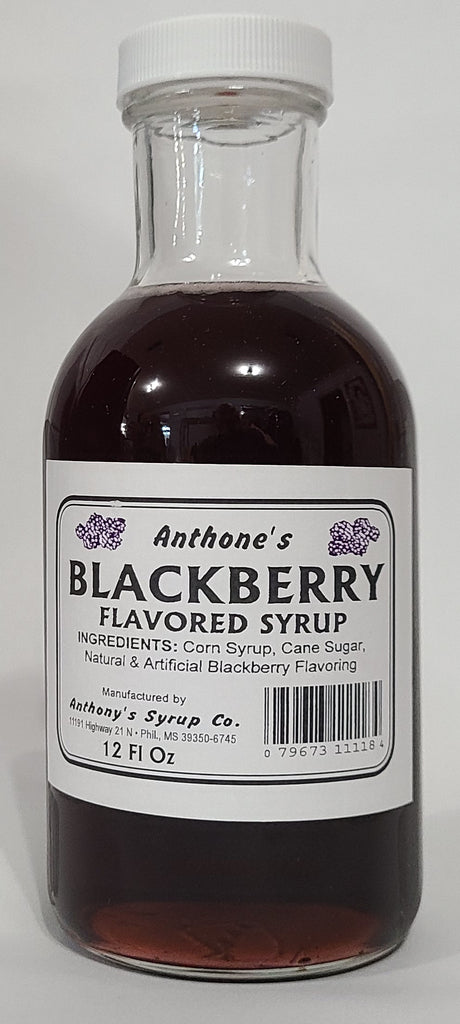 Anthone's
BLACKBERRY
FLAVORED SYRUP
INGREDIENTS: Corn Syrup, Cane Sugar,
Natural & Artificial Blackberry Flavoring
Manufactured by
Anthony's Syrup Co.
11191 Highway 21 N • Phil., MS 39350-6745
12 Fl Oz
0 79673 11118 4